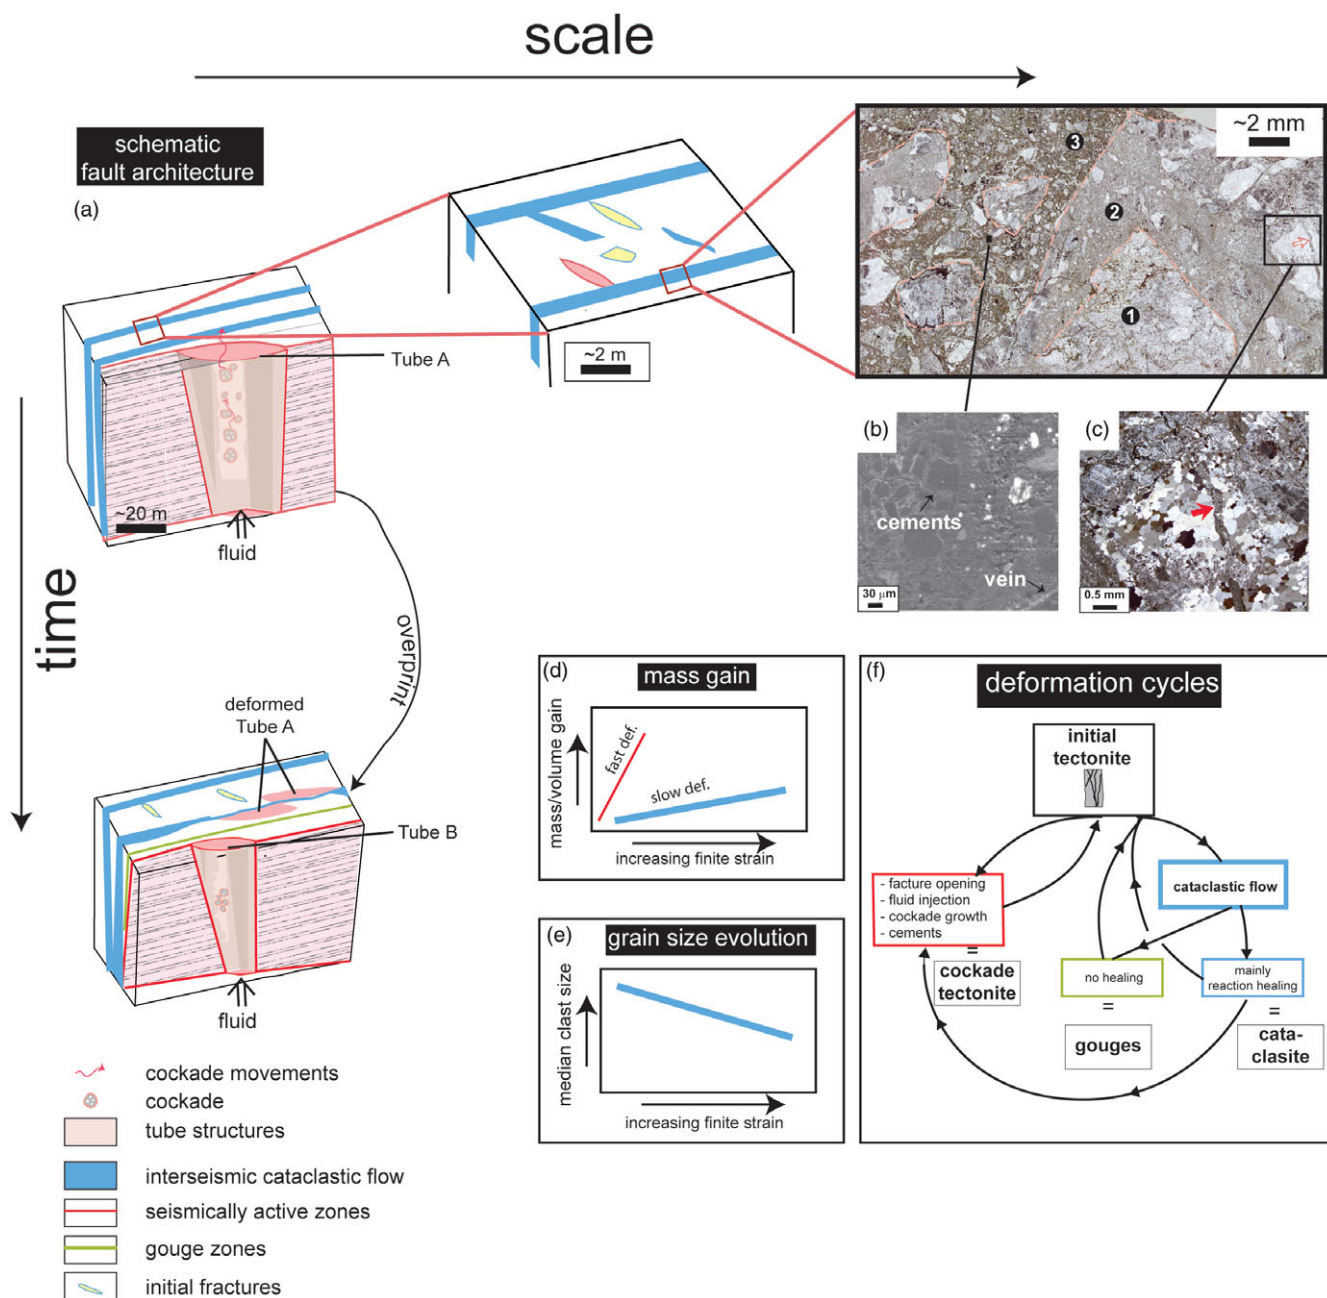 scale
schematic
fault architecture
(a)
Tube A
~20 m
fluid
~2 m
~2 mm
3
2
1
(b)
cements
vein
30 μm
(c)
0.5 mm
time
overprint
deformed
Tube A
Tube B
fluid
cockade movements
cockade
tube structures
interseismic cataclastic flow
seismically active zones
gouge zones
initial fractures
(d)
mass gain
mass/volume gain
fast def.
slow def.
increasing finite strain
(e)
grain size evolution
median clast size
increasing finite strain
(f)
deformation cycles
initial
tectonite
- facture opening
- fluid injection
- cockade growth
- cements
=
cockade
tectonite
cataclastic flow
no healing
=
gouges
mainly
reaction healing
=
cata-
clasite